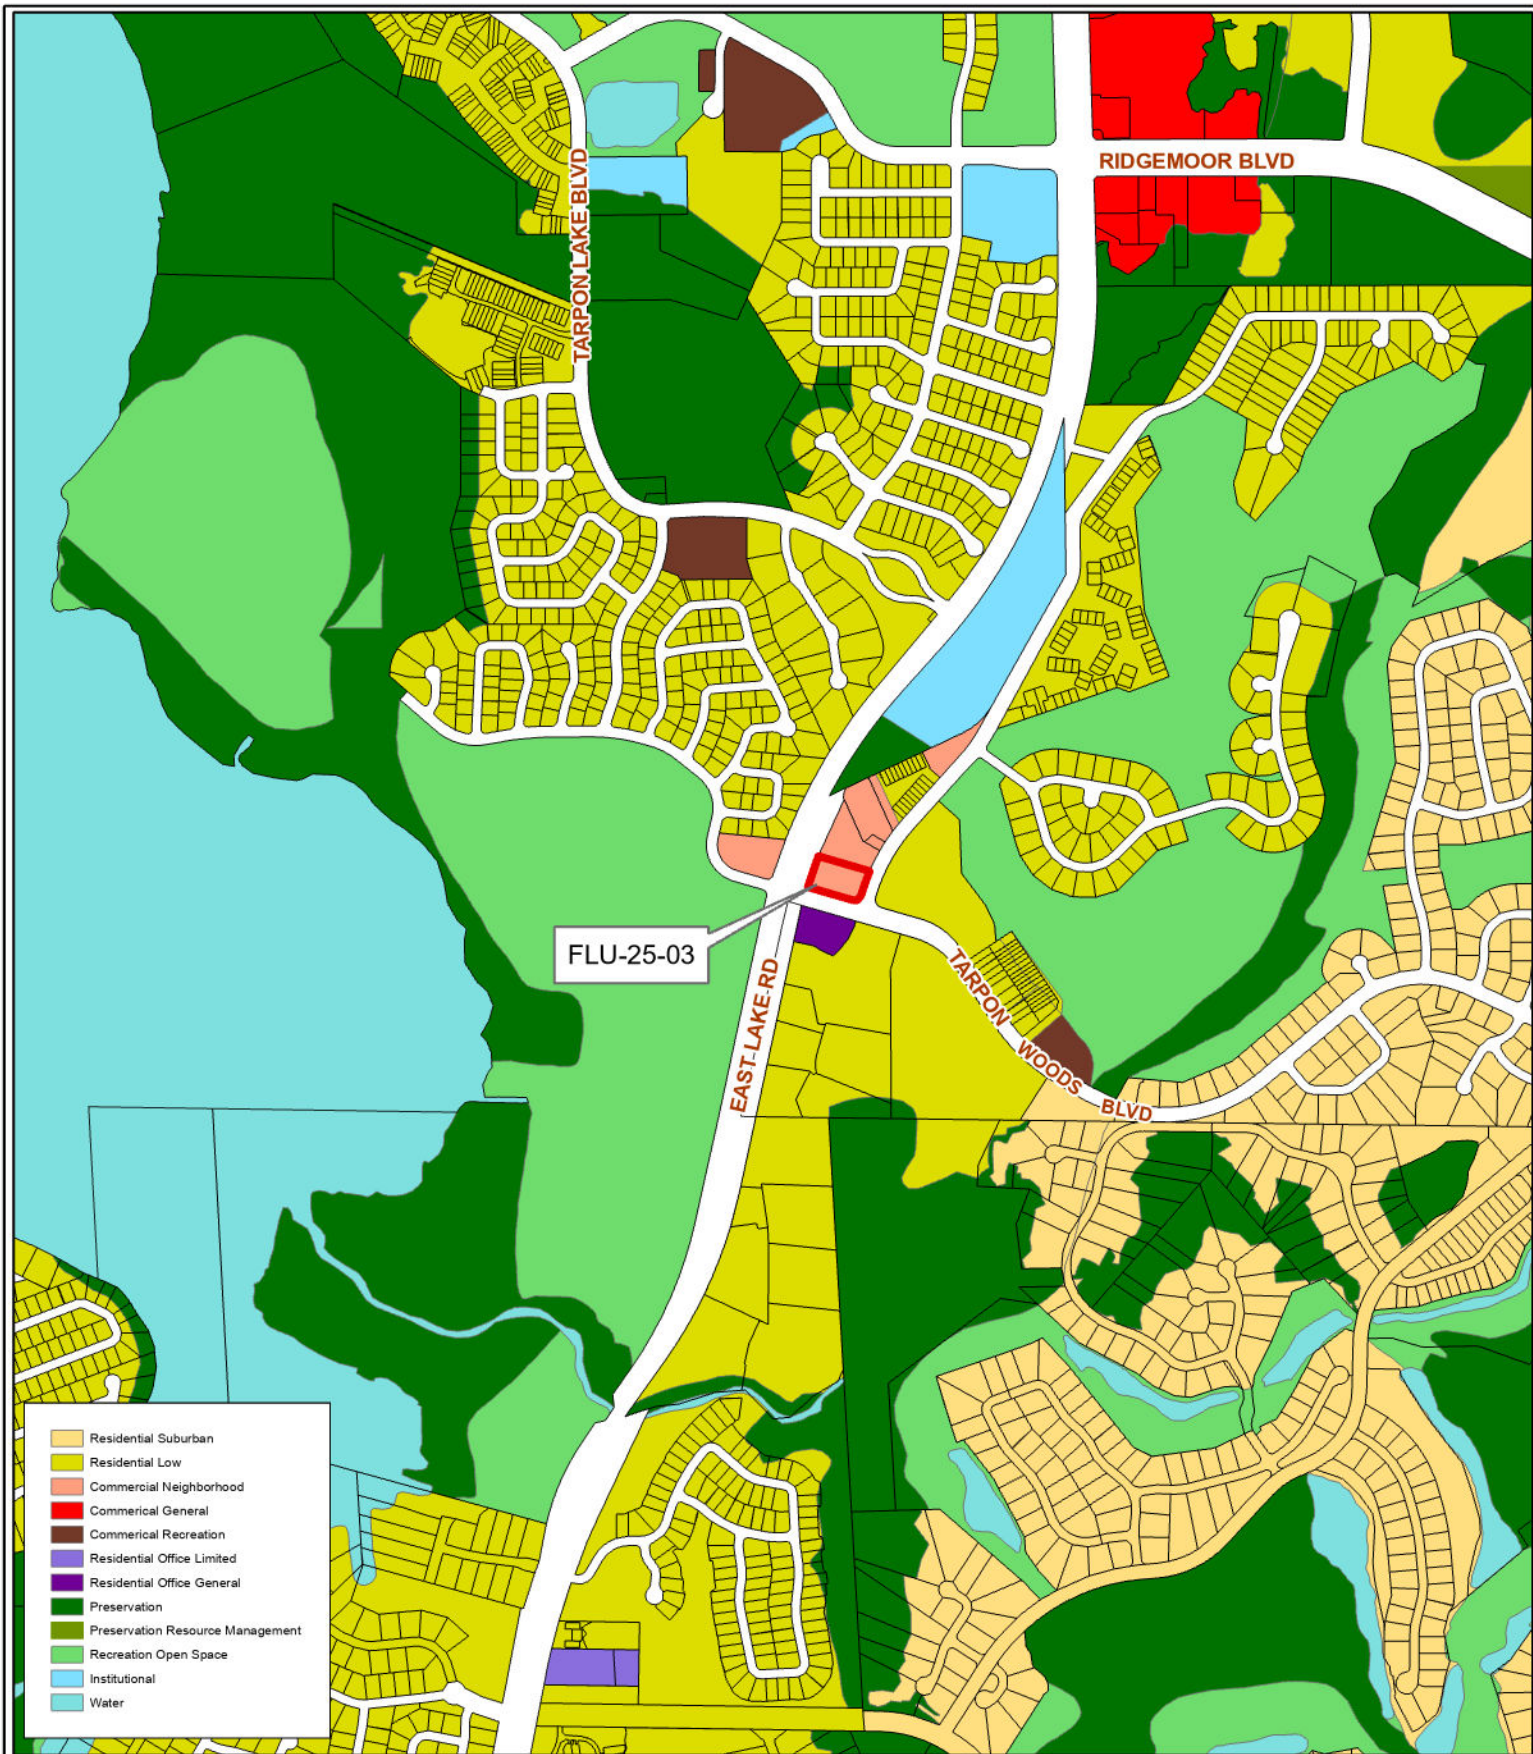 RIDGEMOOR BLVD
TARPON LAKE BLVD
FLU-25-03
EAST LAKE RD
TARPON WOODS BLVD
Residential Suburban
Residential Low
Commercial Neighborhood
Commerical General
Commerical Recreation
Residential Office Limited
Residential Office General
Preservation
Preservation Resource Management
Recreation Open Space
Institutional
Water